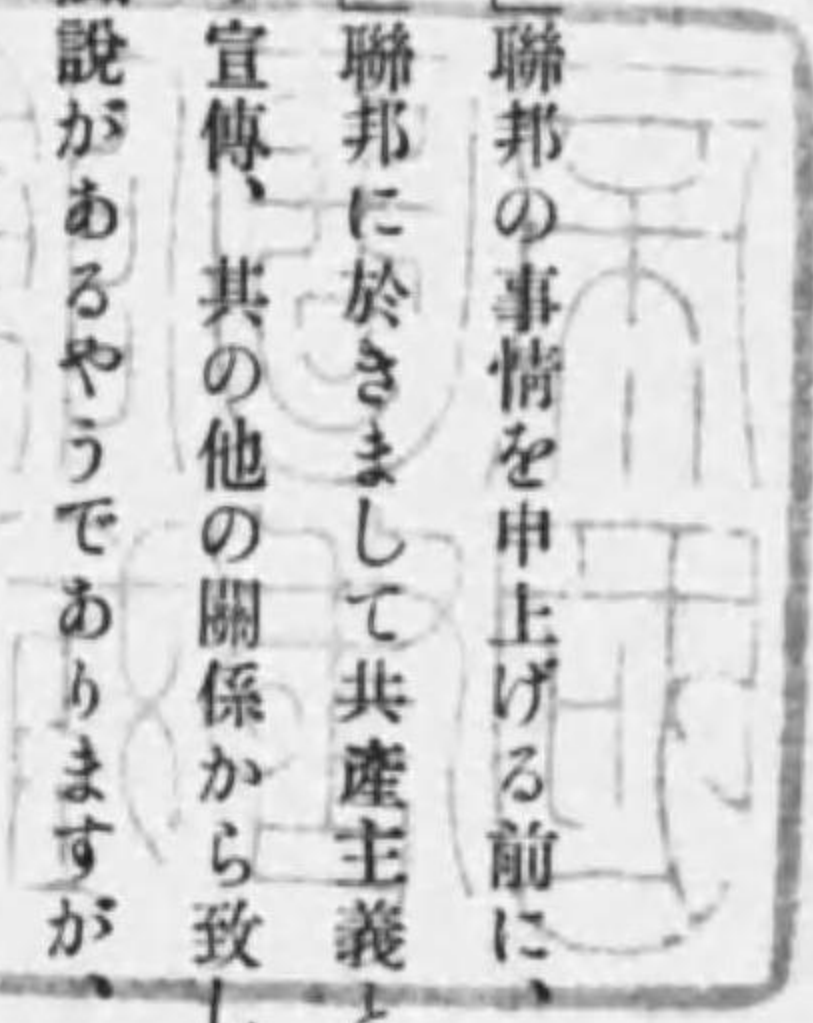 聯邦の事情を申上げる前に、
聯邦に於きまして共産主義と
宣傳、其の他の關係から致し
說があるやうでありますが、